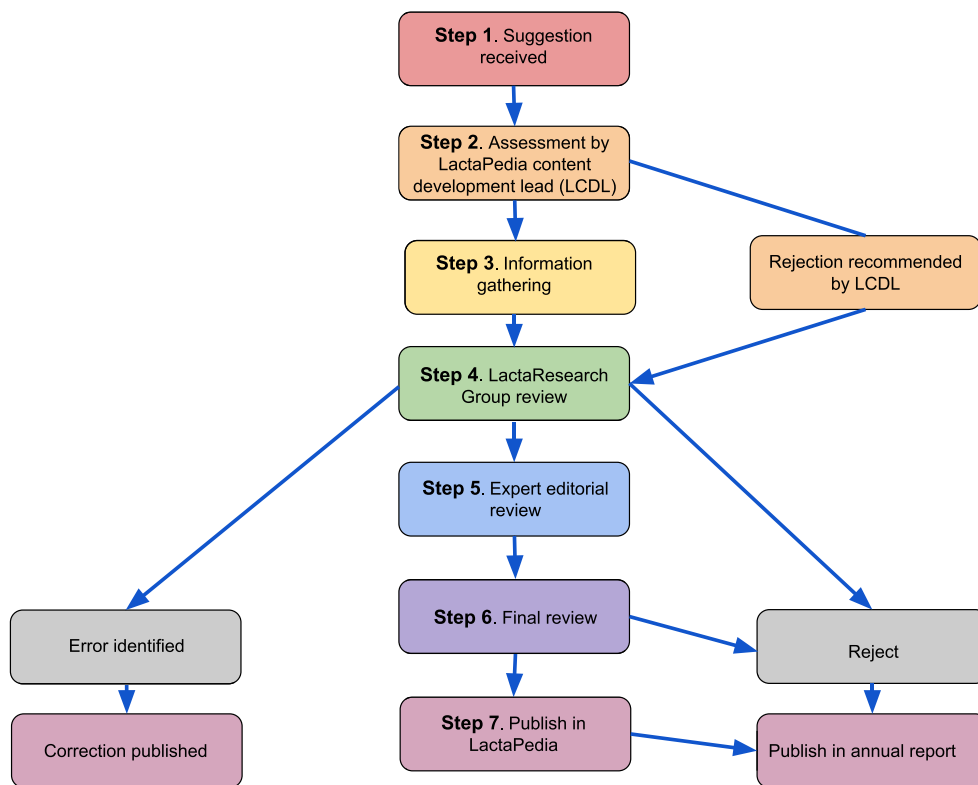 Step 1. Suggestion
received
Step 2. Assessment by
LactaPedia content
development lead (LCDL)
Step 3. Information
gathering
Rejection recommended
by LCDL
Step 4. LactaResearch
Group review
Step 5. Expert editorial
review
Step 6. Final review
Error identified
Reject
Step 7. Publish in
LactaPedia
Correction published
Publish in annual report